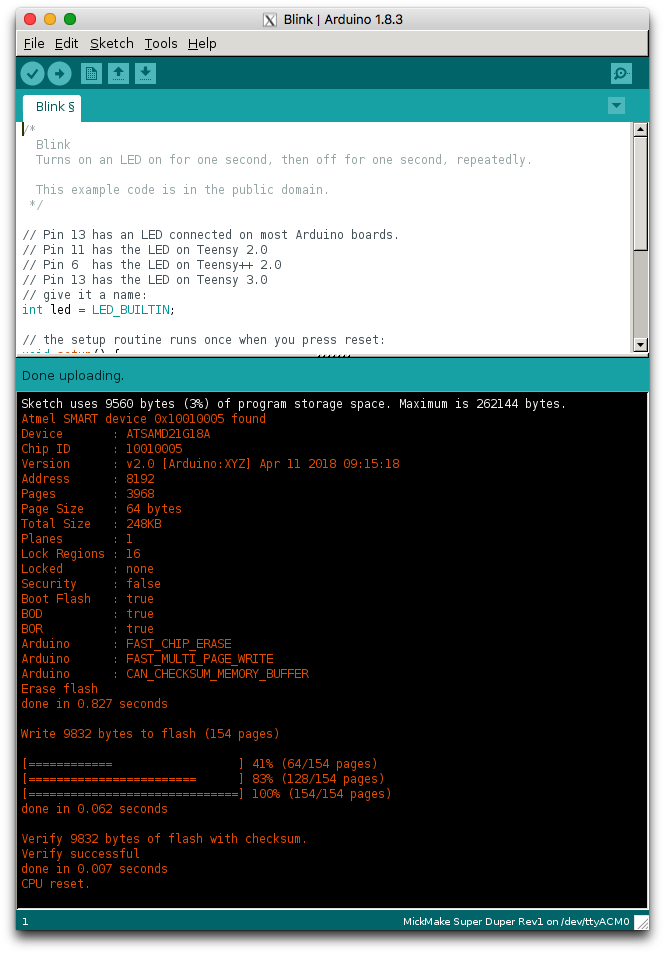 Blink | Arduino 1.8.3
File Edit Sketch Tools Help
Blink §
/*
  Blink
  Turns on an LED on for one second, then off for one second, repeatedly.

  This example code is in the public domain.
 */

// Pin 13 has an LED connected on most Arduino boards.
// Pin 11 has the LED on Teensy 2.0
// Pin 6  has the LED on Teensy++ 2.0
// Pin 13 has the LED on Teensy 3.0
// give it a name:
int led = LED_BUILTIN;

// the setup routine runs once when you press reset:
void setup() {
Done uploading.
Sketch uses 9560 bytes (3%) of program storage space. Maximum is 262144 bytes.
Atmel SMART device 0x10010005 found
Device       : ATSAMD21G18A
Chip ID      : 10010005
Version      : v2.0 [Arduino:XYZ] Apr 11 2018 09:15:18
Address      : 8192
Pages        : 3968
Page Size    : 64 bytes
Total Size   : 248KB
Planes       : 1
Lock Regions : 16
Locked       : none
Security     : false
Boot Flash   : true
BOD          : true
BOR          : true
Arduino      : FAST_CHIP_ERASE
Arduino      : FAST_MULTI_PAGE_WRITE
Arduino      : CAN_CHECKSUM_MEMORY_BUFFER
Erase flash
done in 0.827 seconds

Write 9832 bytes to flash (154 pages)

[============                  ] 41% (64/154 pages)
[========================      ] 83% (128/154 pages)
[==============================] 100% (154/154 pages)
done in 0.062 seconds

Verify 9832 bytes of flash with checksum.
Verify successful
done in 0.007 seconds
CPU reset.
1 MickMake Super Duper Rev1 on /dev/ttyACM0